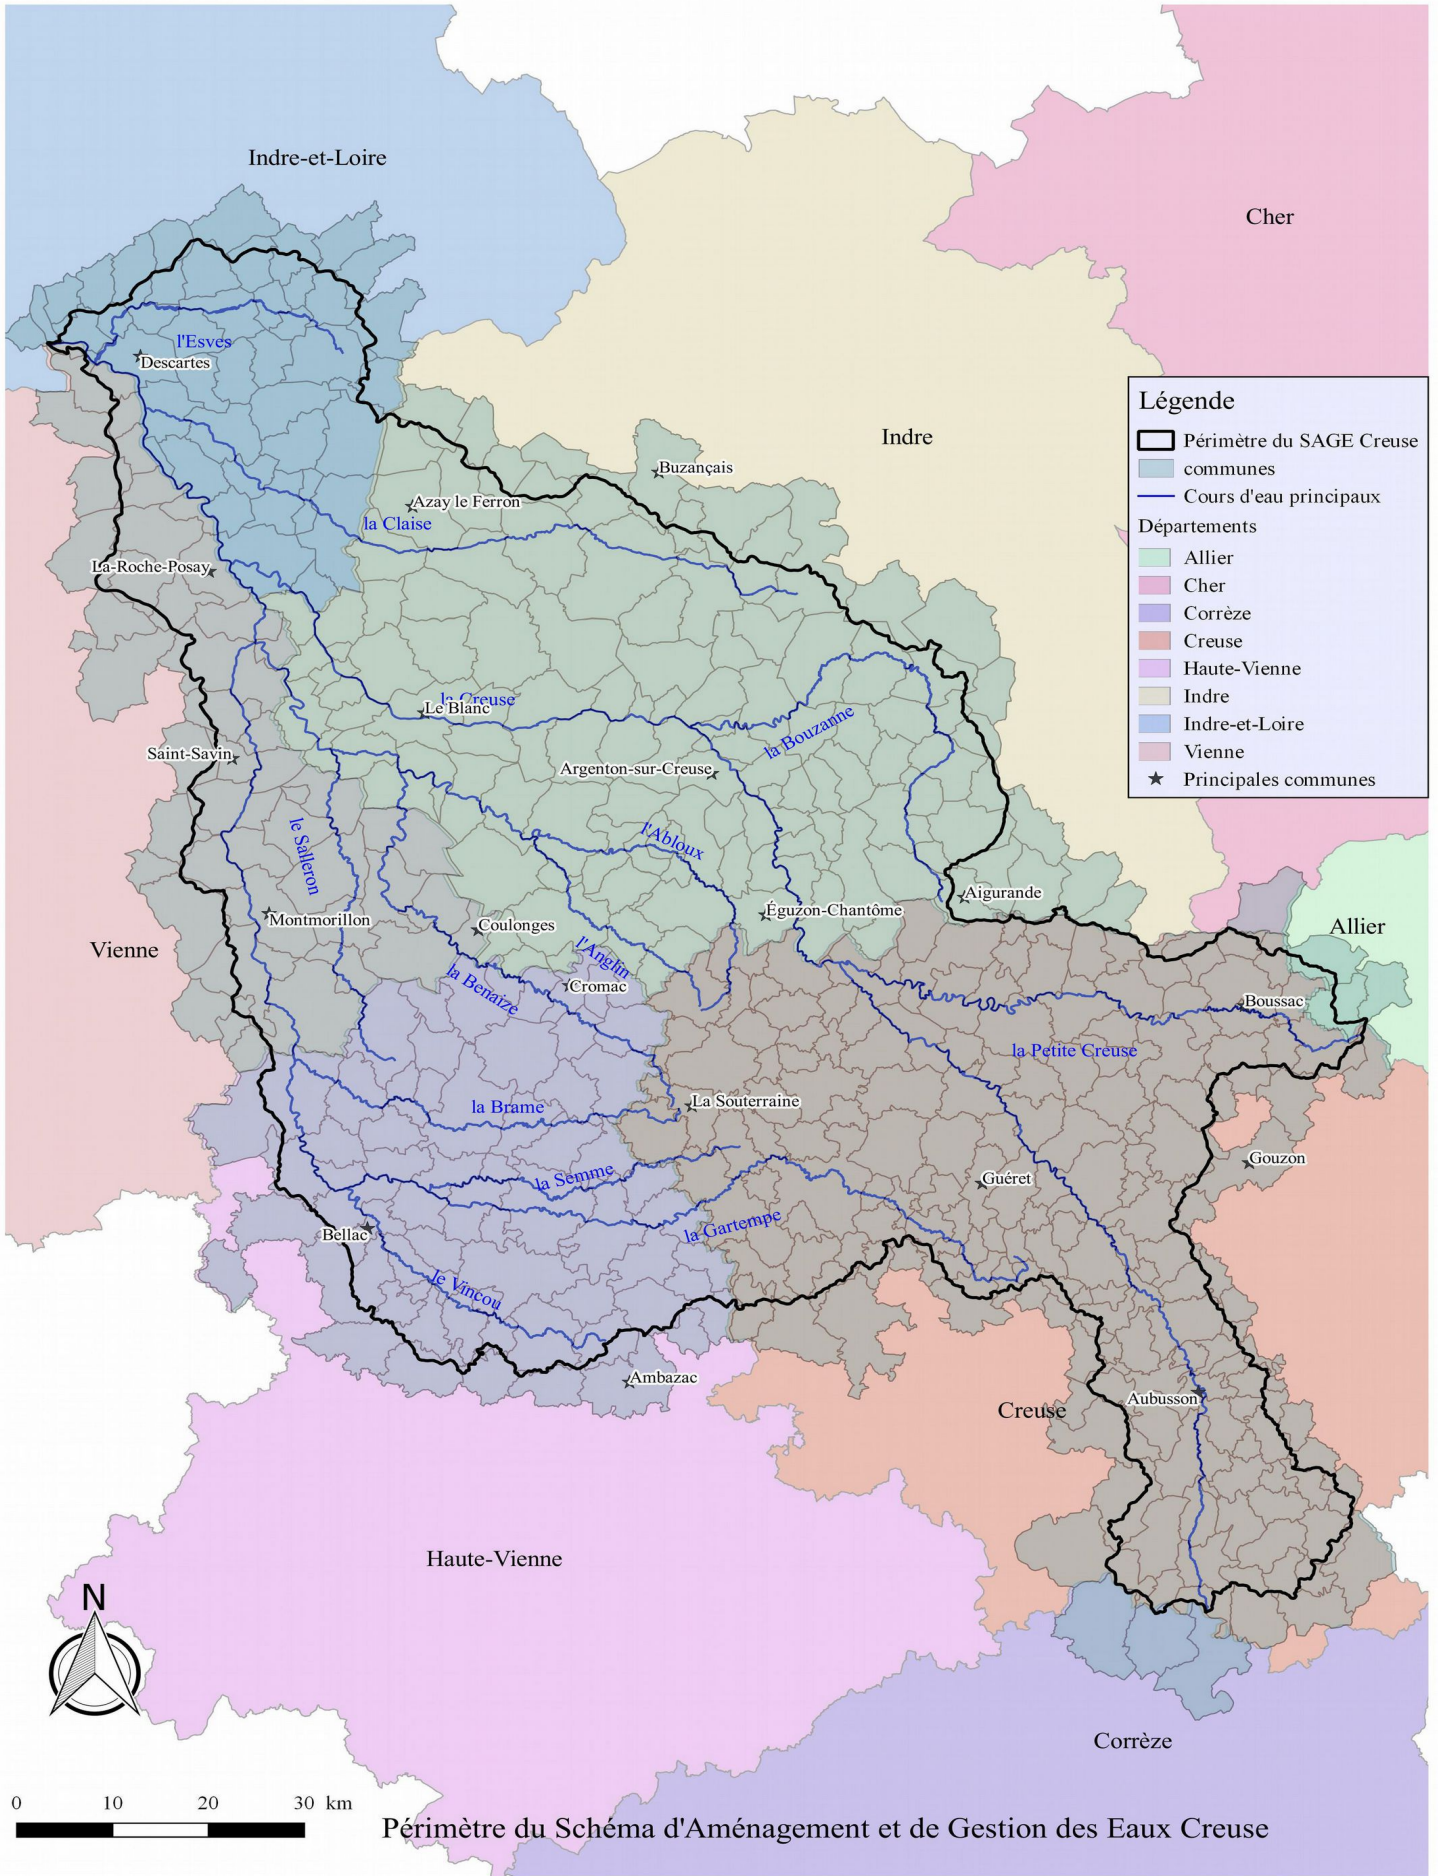 Indre-et-Loire
Cher
l'Esves
Descartes
Indre
Buzançais
Azay le Ferron
la Claise
La-Roche-Posay
la Creuse
Le Blanc
la Bouzanne
Saint-Savin
Argenton-sur-Creuse
l'Abloux
le Salleron
Aigurande
Éguzon-Chantôme
Montmorillon
Coulonges
Allier
Vienne
l'Anglin
la Benaize
Cromac
Boussac
la Petite Creuse
La Souterraine
la Brame
Gouzon
la Semme
Guéret
la Gartempe
Bellac
le Vincou
Ambazac
Aubusson
Creuse
Haute-Vienne
Corrèze
Légende
Périmètre du SAGE Creuse
communes
Cours d'eau principaux
Départements
Allier
Cher
Corrèze
Creuse
Haute-Vienne
Indre
Indre-et-Loire
Vienne
Principales communes
N
0 10 20 30 km
Périmètre du Schéma d'Aménagement et de Gestion des Eaux Creuse